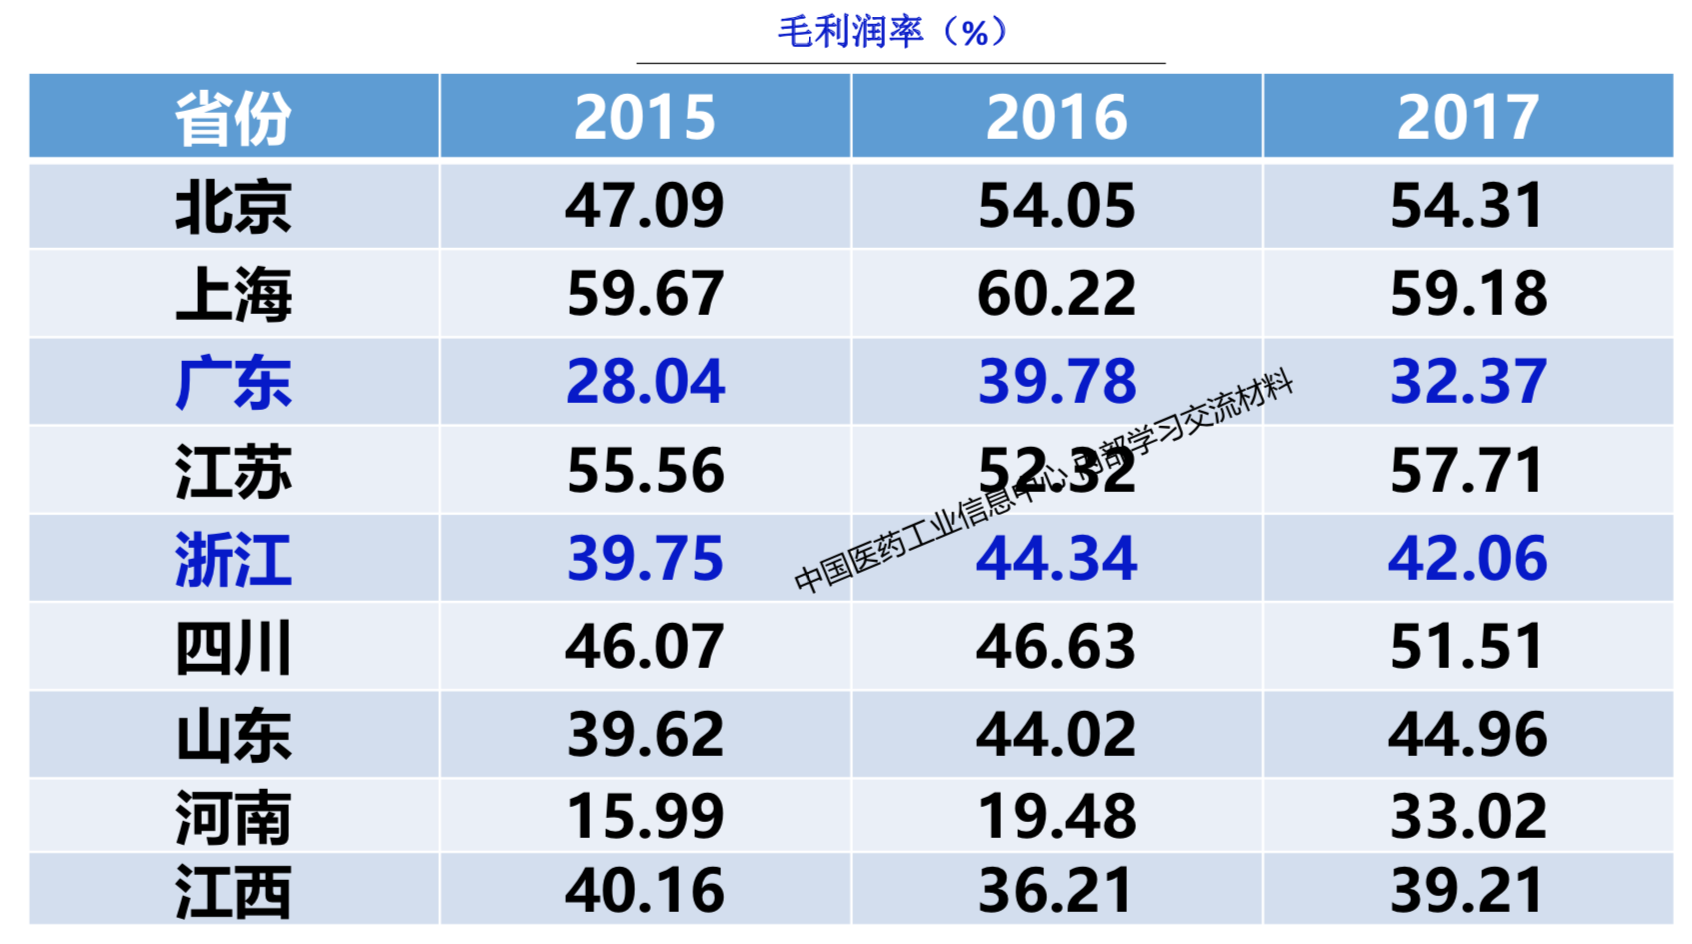 毛利润率（%）
省份 2015 2016 2017
北京 47.09 54.05 54.31
上海 59.67 60.22 59.18
广东 28.04 39.78 32.37
江苏 55.56 52.32 57.71
浙江 39.75 44.34 42.06
四川 46.07 46.63 51.51
山东 39.62 44.02 44.96
河南 15.99 19.48 33.02
江西 40.16 36.21 39.21
中国医药工业信息中心 内部学习交流材料